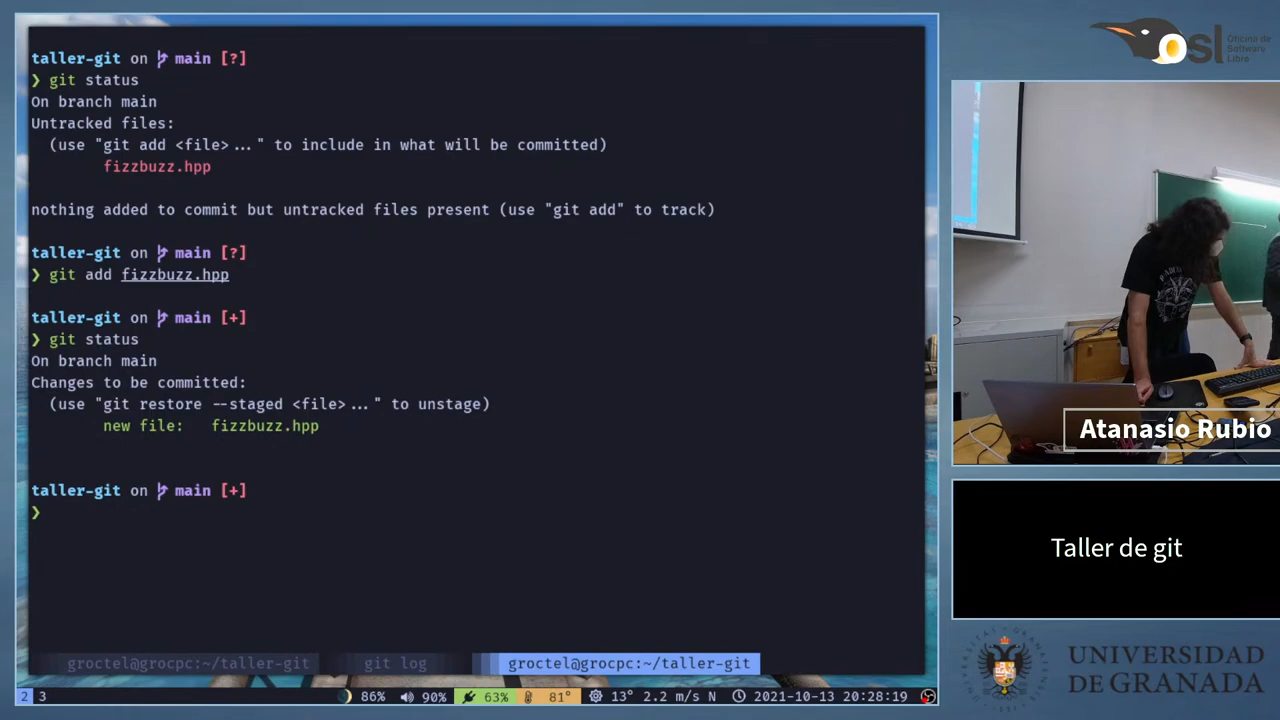 taller-git on main [?]
❯ git status
On branch main
Untracked files:
(use "git add <file>..." to include in what will be committed)
fizzbuzz.hpp
nothing added to commit but untracked files present (use "git add" to track)
taller-git on main [?]
❯ git add fizzbuzz.hpp
taller-git on main [+]
❯ git status
On branch main
Changes to be committed:
(use "git restore --staged <file>..." to unstage)
new file: fizzbuzz.hpp
taller-git on main [+]
❯
groctel@grocpc:~/taller-git git log groctel@grocpc:~/taller-git
2 3 86% 90% 63% 81° 13° 2.2 m/s N 2021-10-13 20:28:19
osl
Oficina de
Software
Libre
Atanasio Rubio
Taller de git
UNIVERSIDAD
DE GRANADA